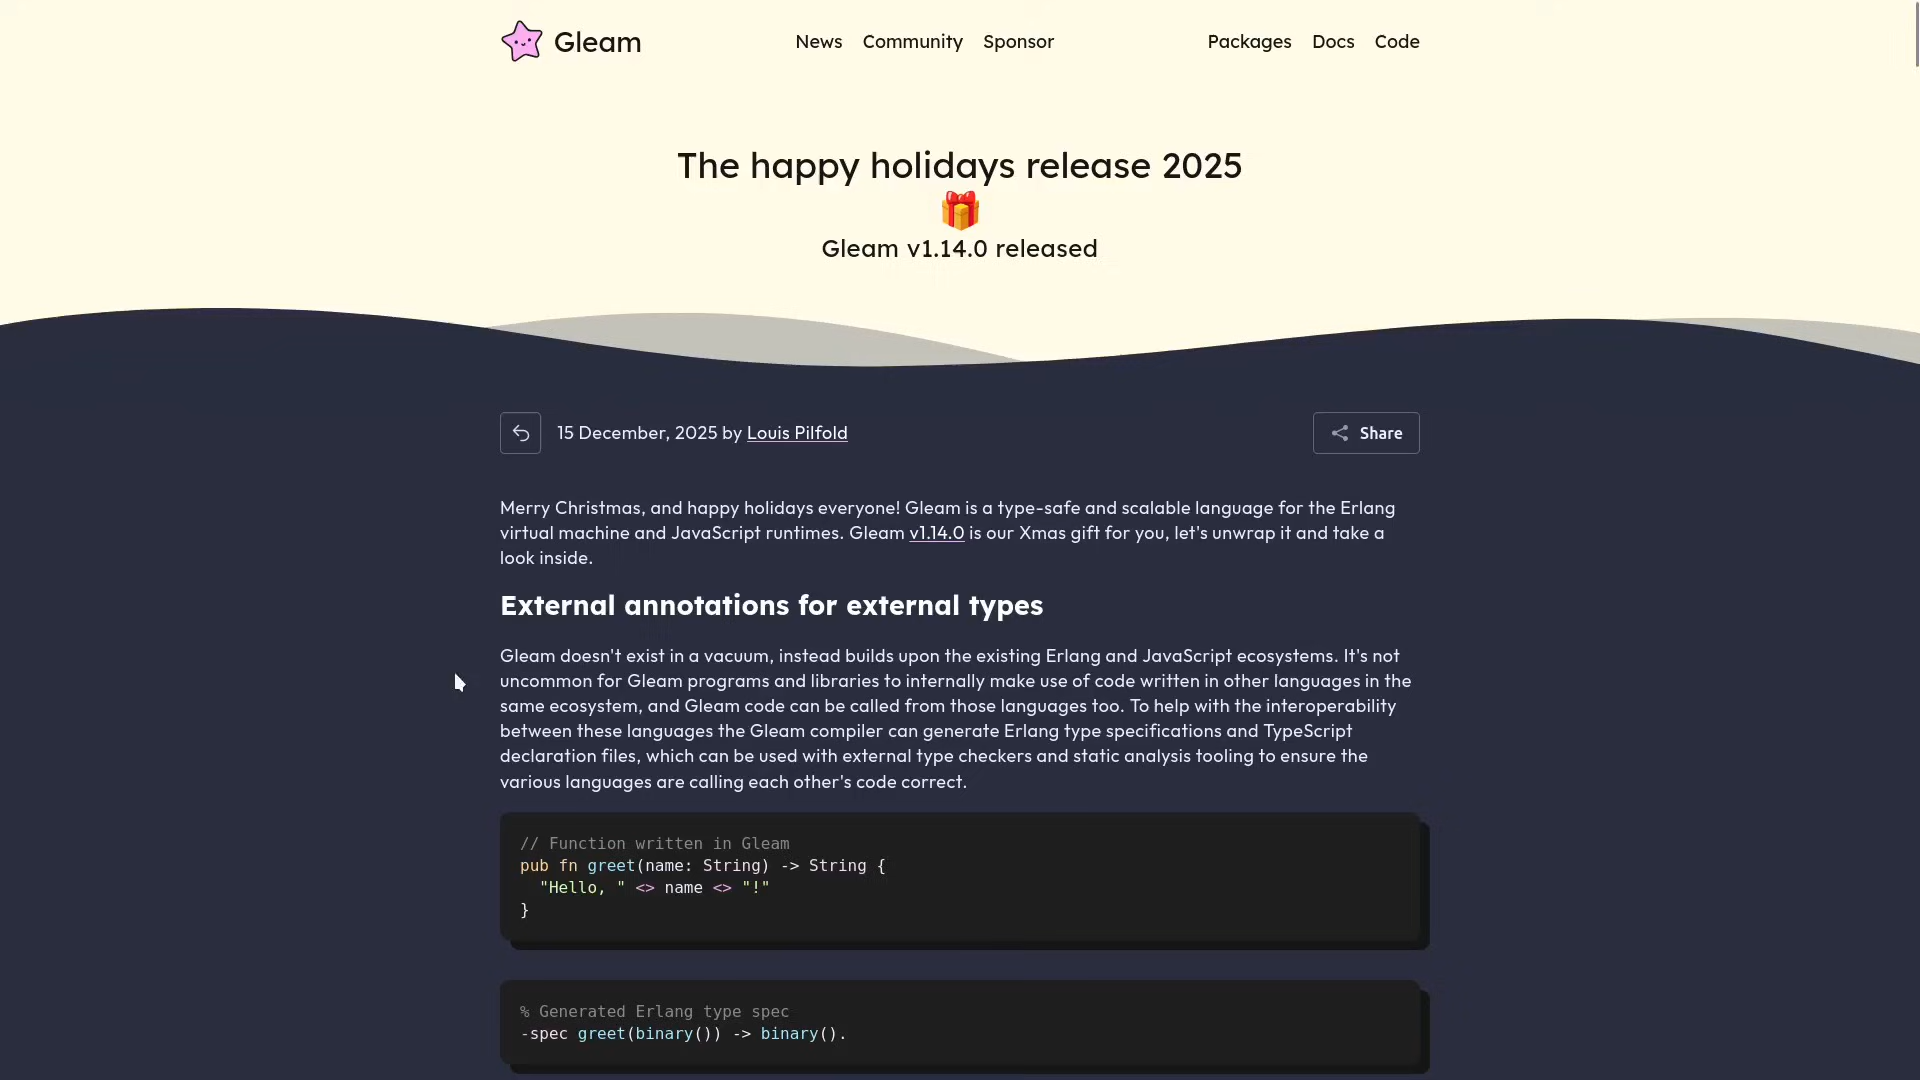 Gleam
News Community Sponsor
Packages Docs Code
The happy holidays release 2025
🎁
Gleam v1.14.0 released
15 December, 2025 by Louis Pilfold
Share
Merry Christmas, and happy holidays everyone! Gleam is a type-safe and scalable language for the Erlang
virtual machine and JavaScript runtimes. Gleam v1.14.0 is our Xmas gift for you, let's unwrap it and take a
look inside.
External annotations for external types
Gleam doesn't exist in a vacuum, instead builds upon the existing Erlang and JavaScript ecosystems. It's not
uncommon for Gleam programs and libraries to internally make use of code written in other languages in the
same ecosystem, and Gleam code can be called from those languages too. To help with the interoperability
between these languages the Gleam compiler can generate Erlang type specifications and TypeScript
declaration files, which can be used with external type checkers and static analysis tooling to ensure the
various languages are calling each other's code correct.
// Function written in Gleam
pub fn greet(name: String) -> String {
  "Hello, " <> name <> "!"
}
% Generated Erlang type spec
-spec greet(binary()) -> binary().